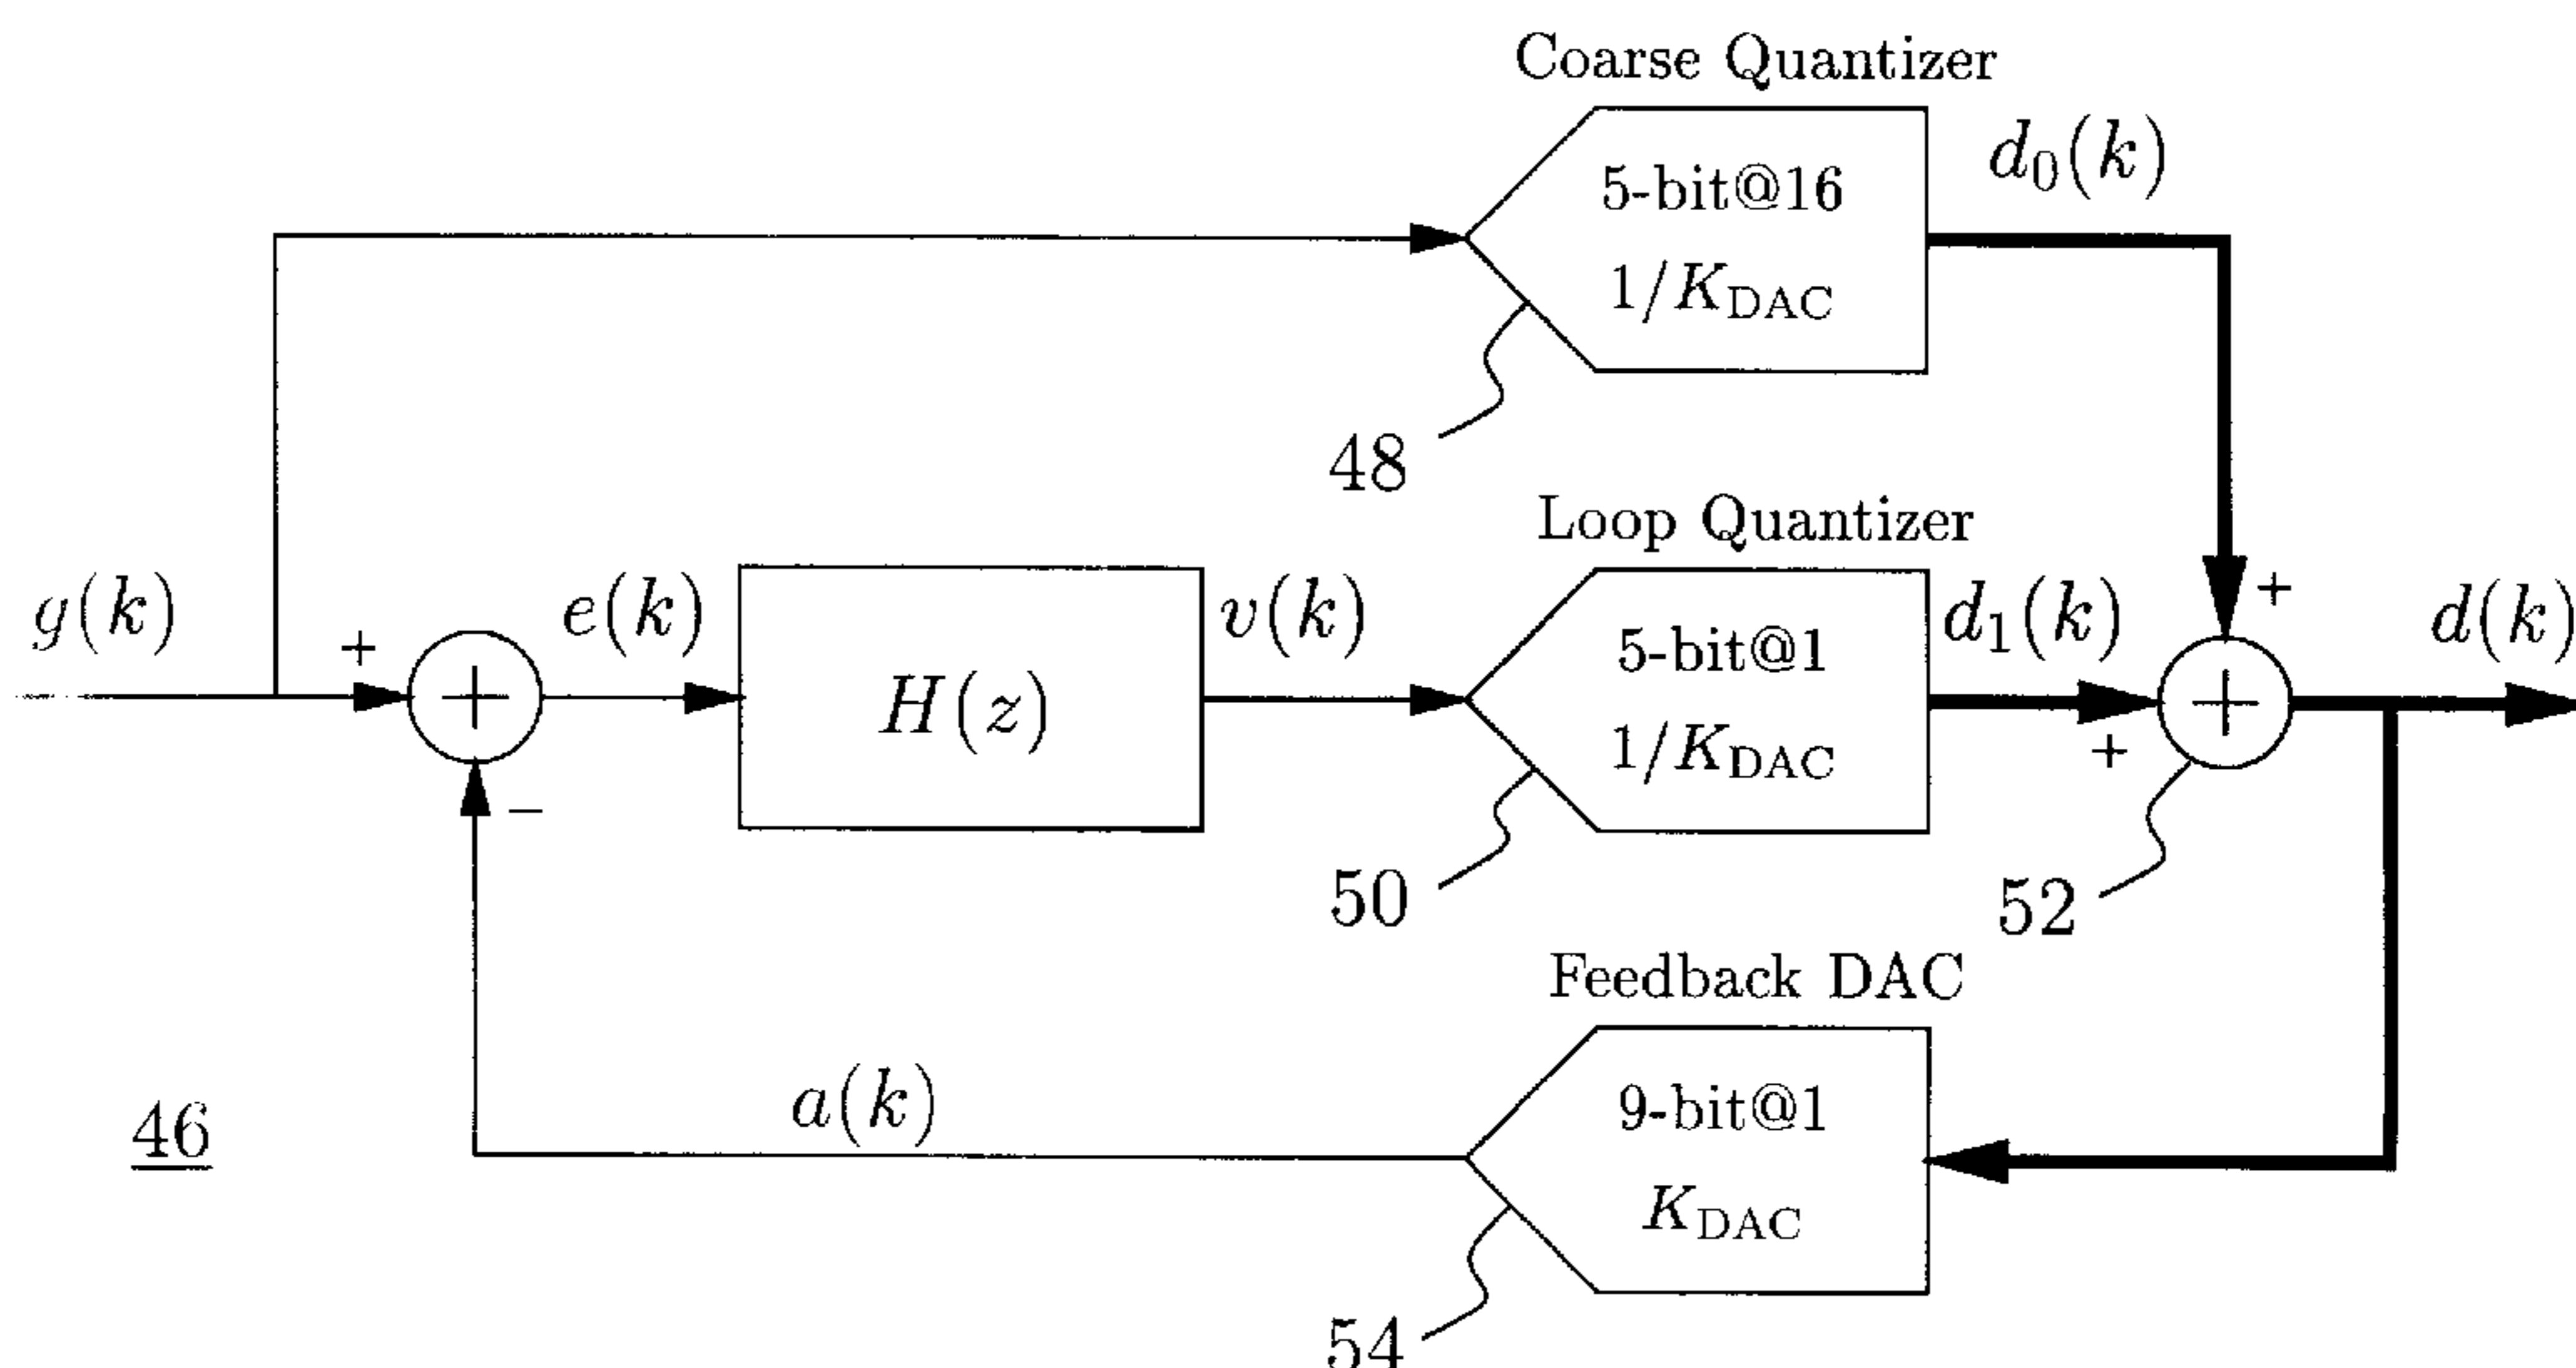 Coarse Quantizer
5-bit@16
1/K_DAC
d_0(k)
48
Loop Quantizer
g(k)
+
+
e(k)
H(z)
v(k)
5-bit@1
1/K_DAC
d_1(k)
+
+
+
d(k)
50
52
−
Feedback DAC
a(k)
9-bit@1
K_DAC
46
54